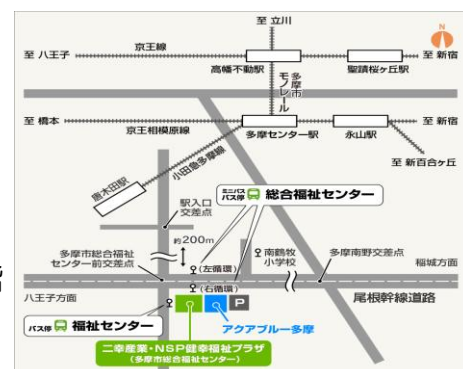 至 立川
N
至 八王子
京王線
至 新宿
高幡不動駅
聖蹟桜ヶ丘駅
多摩市
モノレール
至 橋本
京王相模原線
多摩センター駅
永山駅
至 新宿
至 新百合ヶ丘
小田急多摩線
唐木田駅
駅入口
交差点
ミニバス
バス停
総合福祉センター
約200m
多摩市総合福祉
センター前交差点
(左循環)
南鶴牧
小学校
多摩南野交差点
稲城方面
(右循環)
八王子方面
尾根幹線道路
バス停
福祉センター
P
アクアブルー多摩
二幸産業・NSP健幸福祉プラザ
(多摩市総合福祉センター)